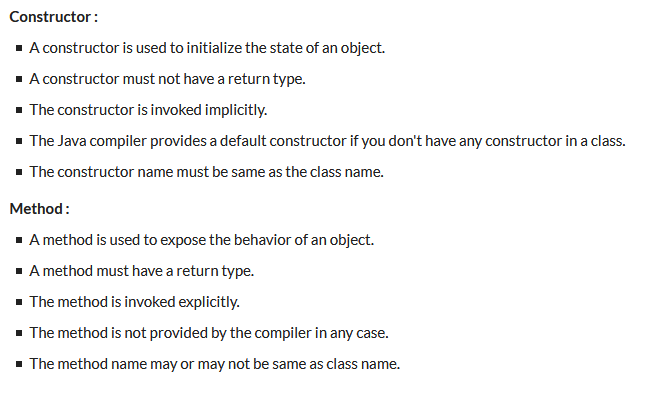 Constructor :
▪ A constructor is used to initialize the state of an object.
▪ A constructor must not have a return type.
▪ The constructor is invoked implicitly.
▪ The Java compiler provides a default constructor if you don't have any constructor in a class.
▪ The constructor name must be same as the class name.
Method :
▪ A method is used to expose the behavior of an object.
▪ A method must have a return type.
▪ The method is invoked explicitly.
▪ The method is not provided by the compiler in any case.
▪ The method name may or may not be same as class name.